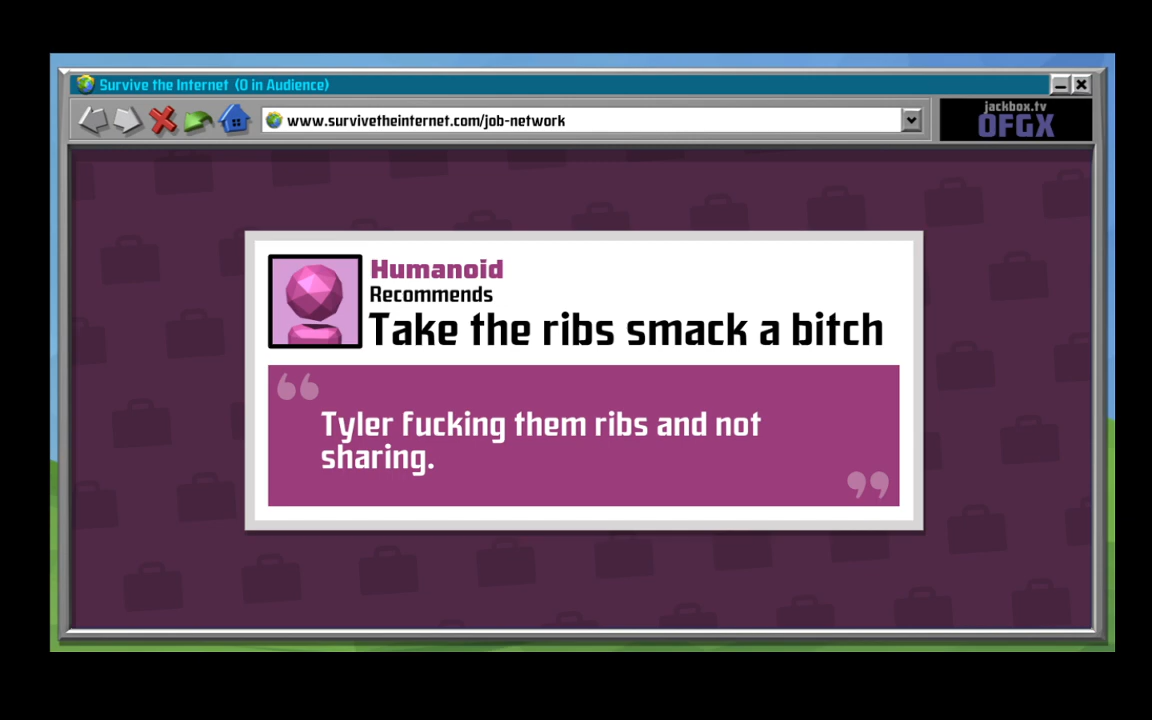 Survive the Internet (0 in Audience)
www.survivetheinternet.com/job-network
jackbox.tv
OFGX
Humanoid
Recommends
Take the ribs smack a bitch
Tyler fucking them ribs and not
sharing.